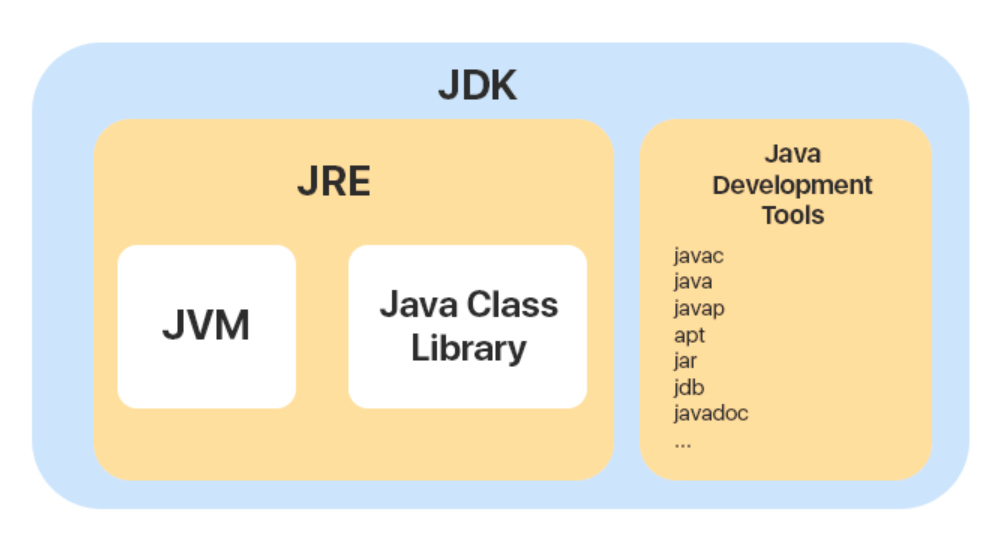 JDK
JRE
JVM
Java Class
Library
Java
Development
Tools
javac
java
javap
apt
jar
jdb
javadoc
...